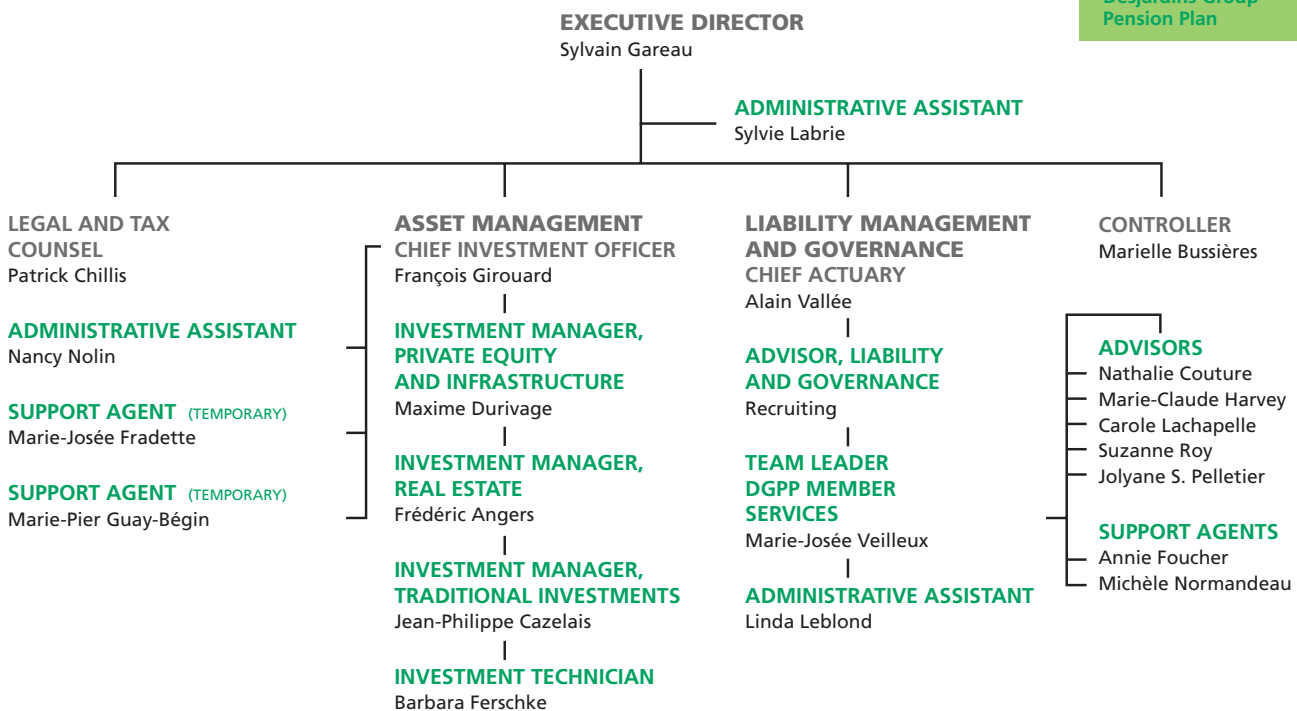 Desjardins Group
Pension Plan
EXECUTIVE DIRECTOR
Sylvain Gareau
ADMINISTRATIVE ASSISTANT
Sylvie Labrie
LEGAL AND TAX
COUNSEL
Patrick Chillis
ADMINISTRATIVE ASSISTANT
Nancy Nolin
SUPPORT AGENT (TEMPORARY)
Marie-Josée Fradette
SUPPORT AGENT (TEMPORARY)
Marie-Pier Guay-Bégin
ASSET MANAGEMENT
CHIEF INVESTMENT OFFICER
François Girouard
INVESTMENT MANAGER,
PRIVATE EQUITY
AND INFRASTRUCTURE
Maxime Durivage
INVESTMENT MANAGER,
REAL ESTATE
Frédéric Angers
INVESTMENT MANAGER,
TRADITIONAL INVESTMENTS
Jean-Philippe Cazelais
INVESTMENT TECHNICIAN
Barbara Ferschke
LIABILITY MANAGEMENT
AND GOVERNANCE
CHIEF ACTUARY
Alain Vallée
ADVISOR, LIABILITY
AND GOVERNANCE
Recruiting
TEAM LEADER
DGPP MEMBER
SERVICES
Marie-Josée Veilleux
ADMINISTRATIVE ASSISTANT
Linda Leblond
CONTROLLER
Marielle Bussières
ADVISORS
Nathalie Couture
Marie-Claude Harvey
Carole Lachapelle
Suzanne Roy
Jolyane S. Pelletier
SUPPORT AGENTS
Annie Foucher
Michèle Normandeau